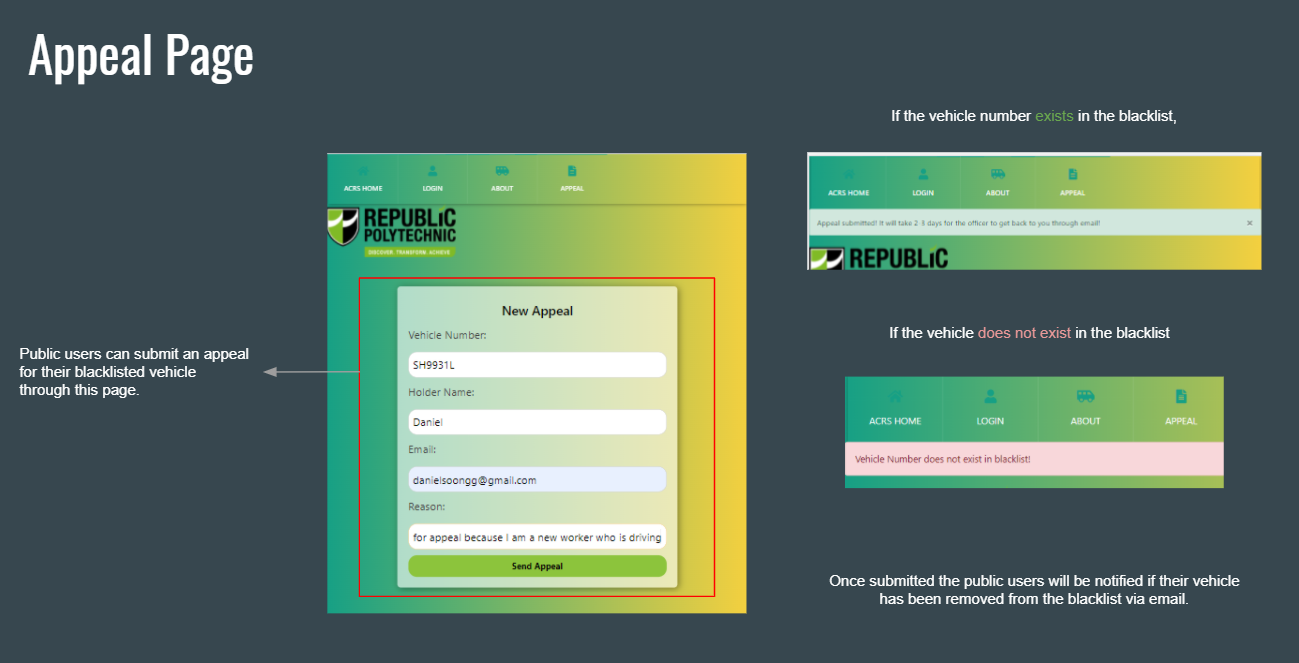 Appeal Page
Public users can submit an appeal
for their blacklisted vehicle
through this page.
ACRS HOME
LOGIN
ABOUT
APPEAL
REPUBLIC
POLYTECHNIC
DISCOVER. TRANSFORM. ACHIEVE
New Appeal
Vehicle Number:
SH9931L
Holder Name:
Daniel
Email:
danielsoongg@gmail.com
Reason:
for appeal because I am a new worker who is driving
Send Appeal
If the vehicle number exists in the blacklist,
ACRS HOME
LOGIN
ABOUT
APPEAL
Appeal submitted! It will take 2-3 days for the officer to get back to you through email!
×
REPUBLIC
If the vehicle does not exist in the blacklist
ACRS HOME
LOGIN
ABOUT
APPEAL
Vehicle Number does not exist in blacklist!
Once submitted the public users will be notified if their vehicle
has been removed from the blacklist via email.